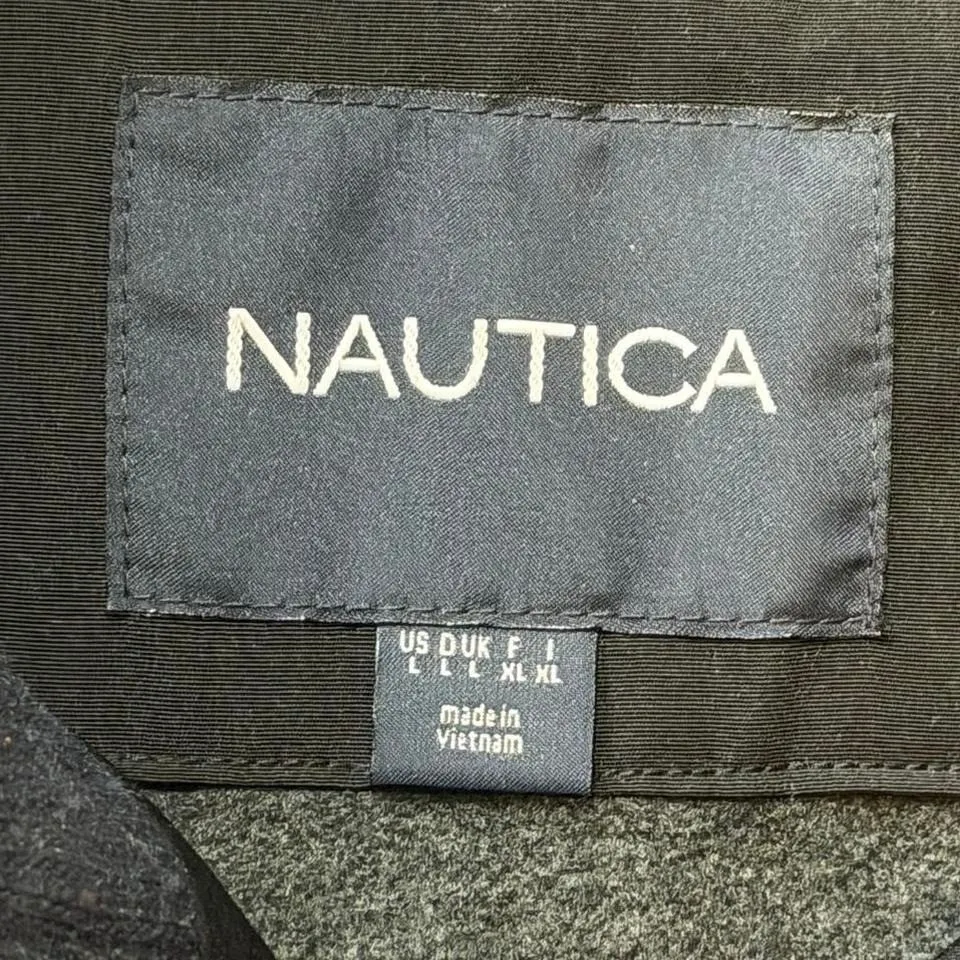 NAUTICA
US D UK F I
L L L XL XL
made in
Vietnam